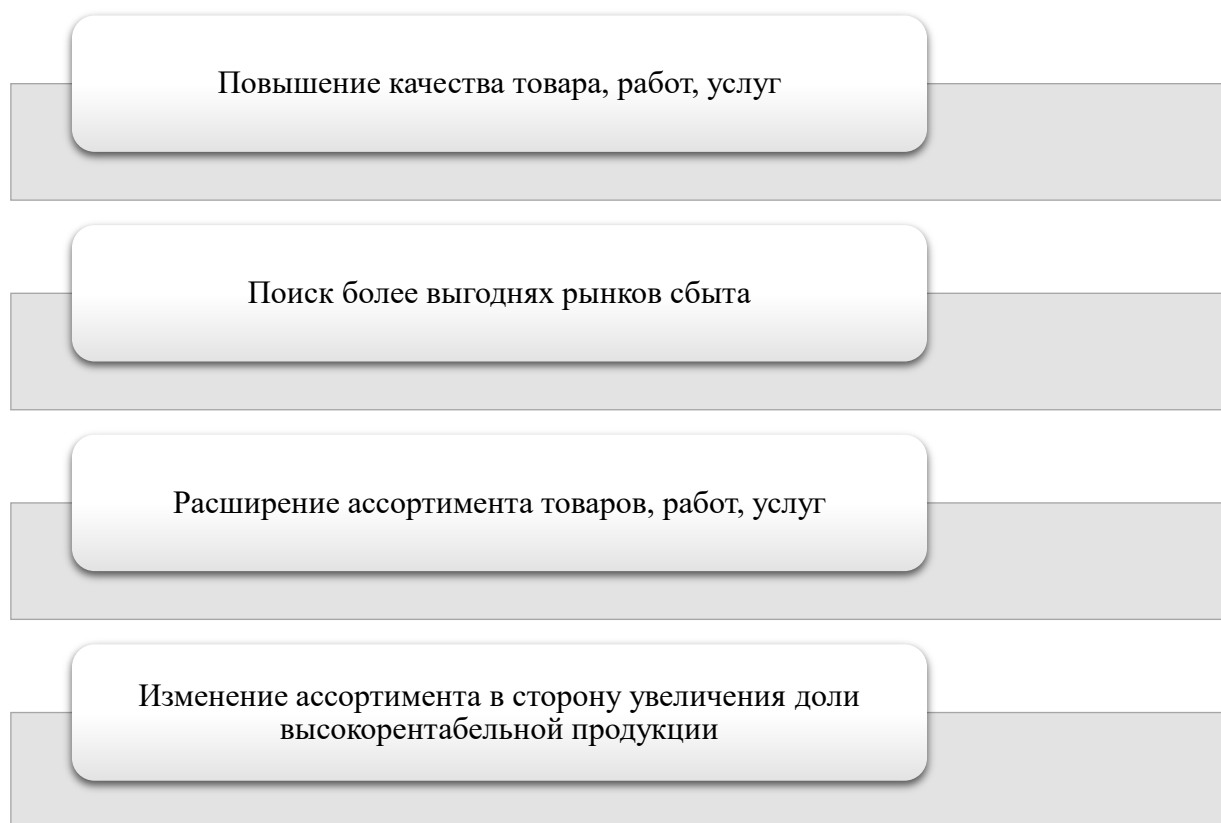 Повышение качества товара, работ, услуг
Поиск более выгоднях рынков сбыта
Расширение ассортимента товаров, работ, услуг
Изменение ассортимента в сторону увеличения доли
высокорентабельной продукции